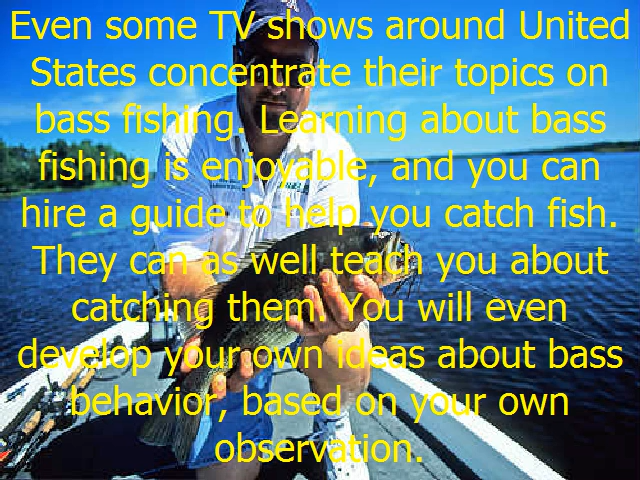 Even some TV shows around United
States concentrate their topics on
bass fishing. Learning about bass
fishing is enjoyable, and you can
hire a guide to help you catch fish.
They can as well teach you about
catching them. You will even
develop your own ideas about bass
behavior, based on your own
observation.